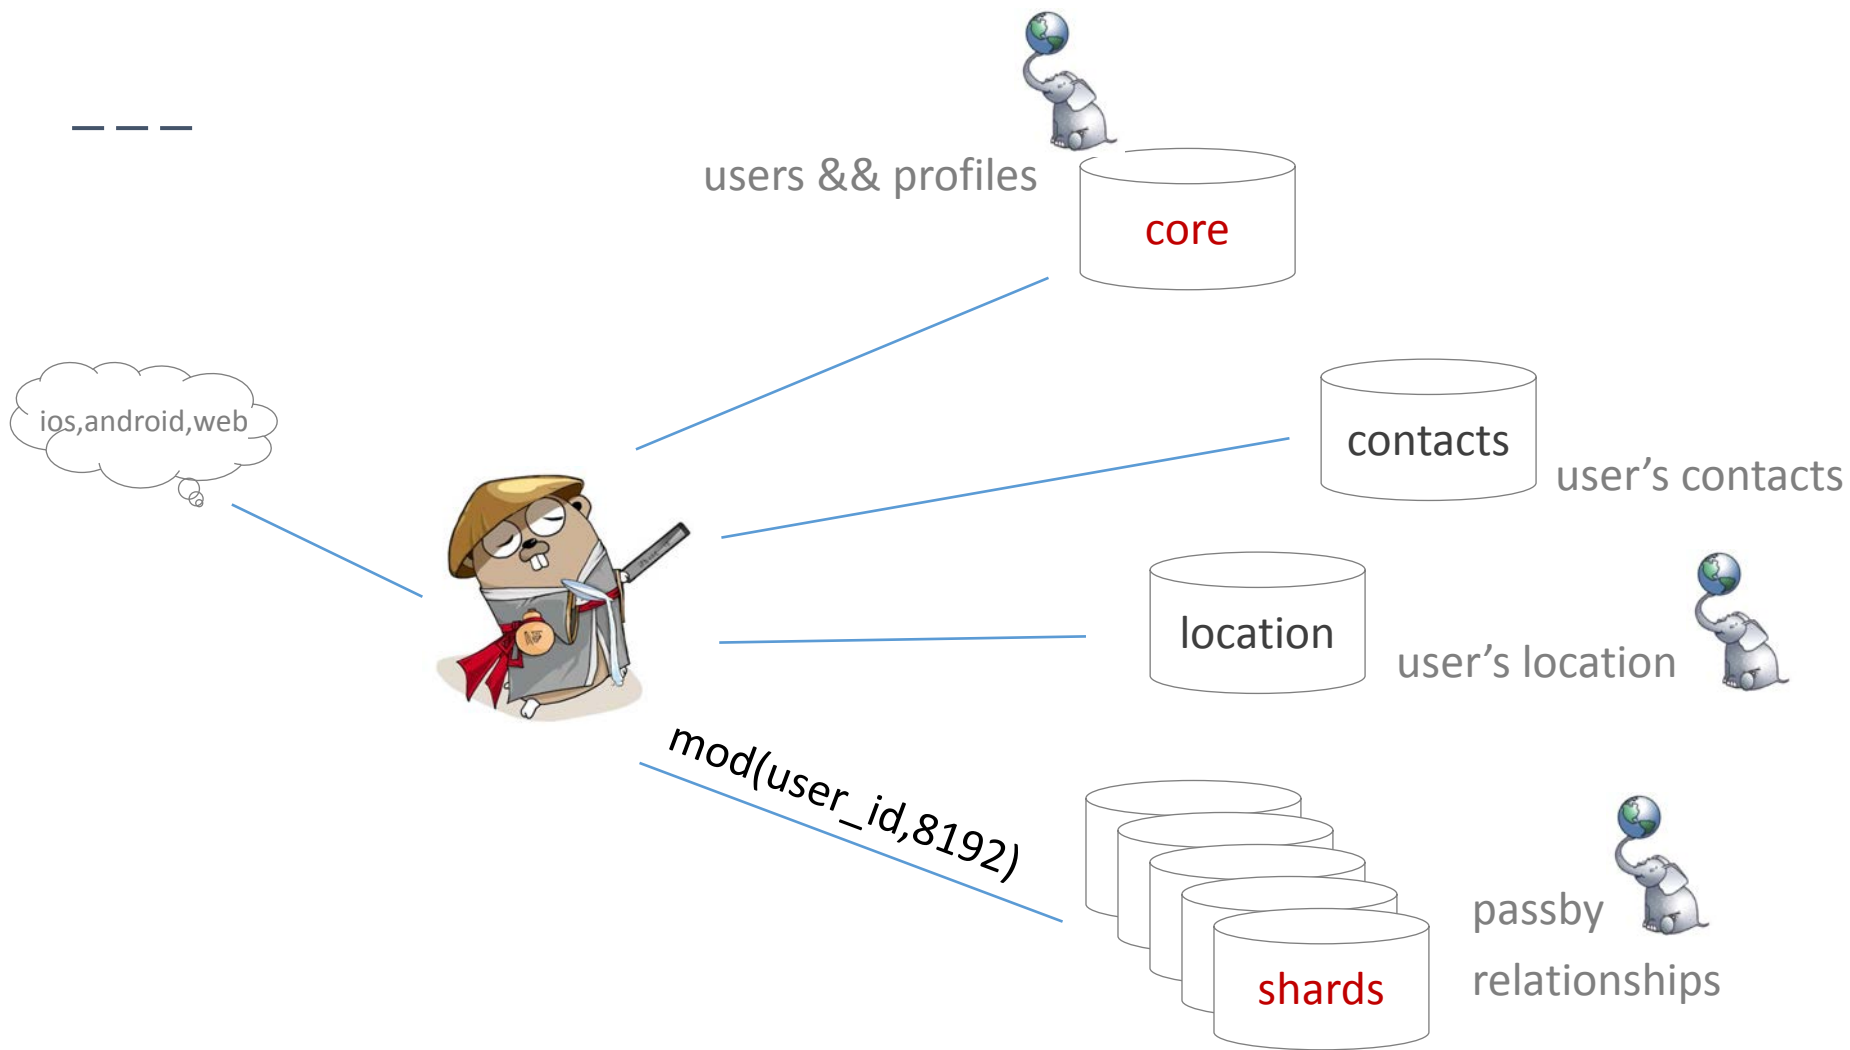 users && profiles
core
ios,android,web
contacts
user’s contacts
location
user’s location
mod(user_id,8192)
passby
relationships
shards